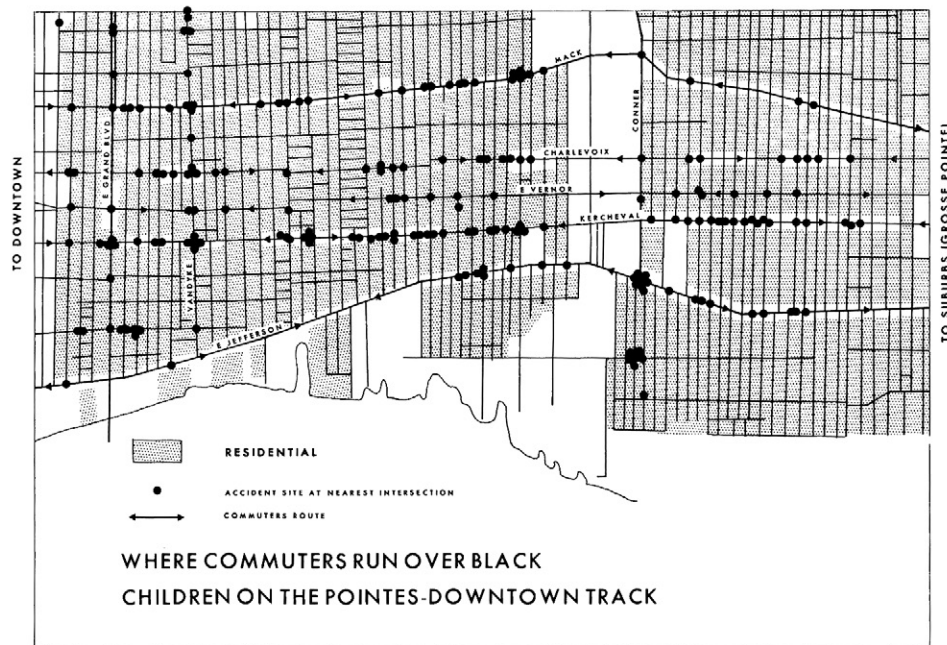 MACK
CONNER
CHARLEVOIX
E GRAND BLVD
E VERNOR
KERCHEVAL
TO DOWNTOWN
VANDYKE
TO SUBURBS (GROSSE POINTE)
E JEFFERSON
RESIDENTIAL
ACCIDENT SITE AT NEAREST INTERSECTION
COMMUTERS ROUTE
WHERE COMMUTERS RUN OVER BLACK
CHILDREN ON THE POINTES-DOWNTOWN TRACK